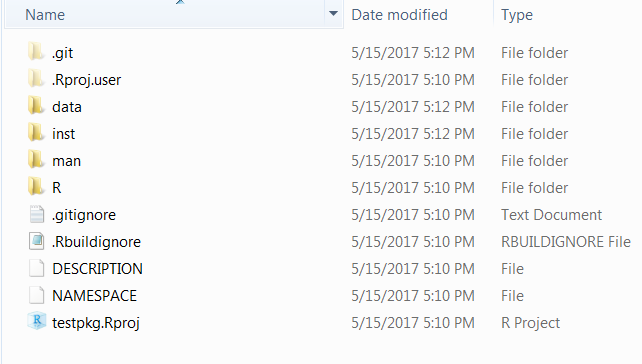 Name Date modified Type
.git 5/15/2017 5:12 PM File folder
.Rproj.user 5/15/2017 5:10 PM File folder
data 5/15/2017 5:12 PM File folder
inst 5/15/2017 5:12 PM File folder
man 5/15/2017 5:10 PM File folder
R 5/15/2017 5:10 PM File folder
.gitignore 5/15/2017 5:10 PM Text Document
.Rbuildignore 5/15/2017 5:10 PM RBUILDIGNORE File
DESCRIPTION 5/15/2017 5:10 PM File
NAMESPACE 5/15/2017 5:10 PM File
testpkg.Rproj 5/15/2017 5:10 PM R Project